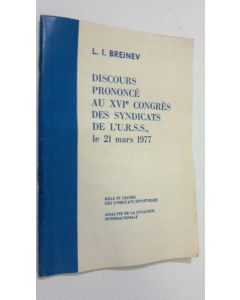 L. I. BREJNEV
DISCOURS
PRONONCÉ
AU XVIe CONGRÈS
DES SYNDICATS
DE L'U.R.S.S.,
le 21 mars 1977
RÔLE ET TÂCHES
DES SYNDICATS SOVIÉTIQUES
ANALYSE DE LA SITUATION
INTERNATIONALE